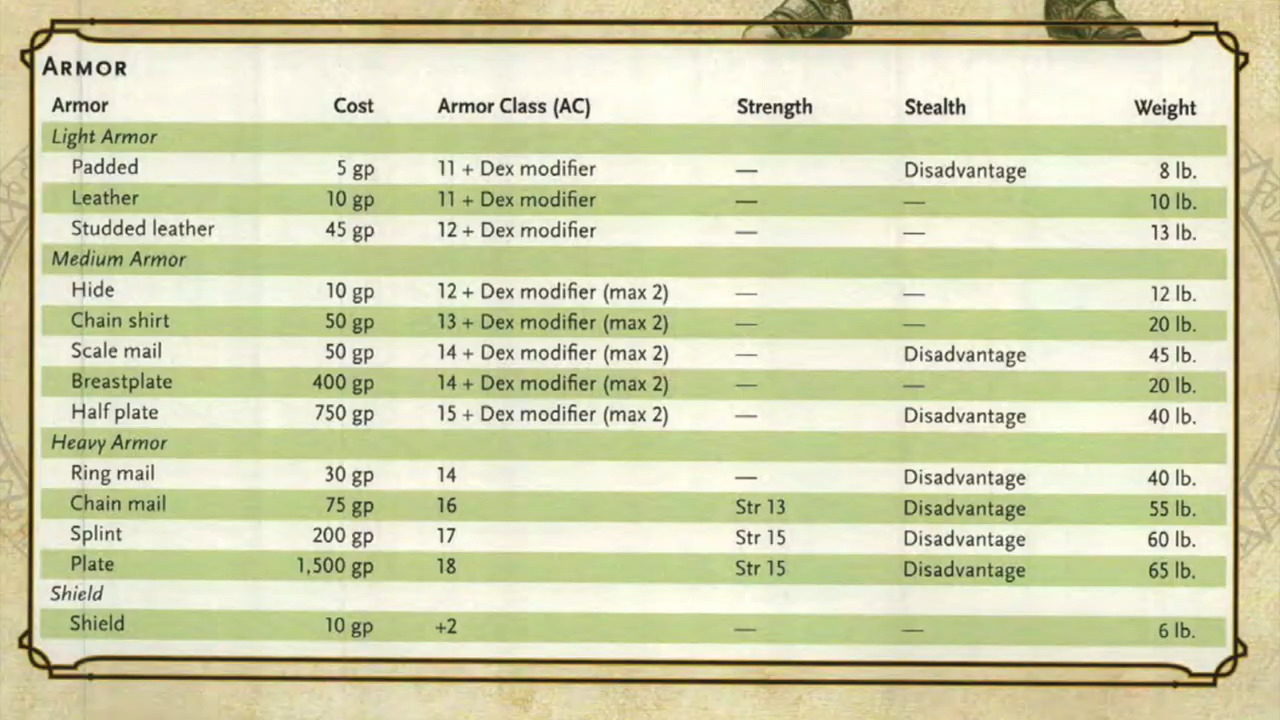 ARMOR
Armor Cost Armor Class (AC) Strength Stealth Weight
Light Armor
Padded 5 gp 11 + Dex modifier — Disadvantage 8 lb.
Leather 10 gp 11 + Dex modifier — — 10 lb.
Studded leather 45 gp 12 + Dex modifier — — 13 lb.
Medium Armor
Hide 10 gp 12 + Dex modifier (max 2) — — 12 lb.
Chain shirt 50 gp 13 + Dex modifier (max 2) — — 20 lb.
Scale mail 50 gp 14 + Dex modifier (max 2) — Disadvantage 45 lb.
Breastplate 400 gp 14 + Dex modifier (max 2) — — 20 lb.
Half plate 750 gp 15 + Dex modifier (max 2) — Disadvantage 40 lb.
Heavy Armor
Ring mail 30 gp 14 — Disadvantage 40 lb.
Chain mail 75 gp 16 Str 13 Disadvantage 55 lb.
Splint 200 gp 17 Str 15 Disadvantage 60 lb.
Plate 1,500 gp 18 Str 15 Disadvantage 65 lb.
Shield
Shield 10 gp +2 — — 6 lb.